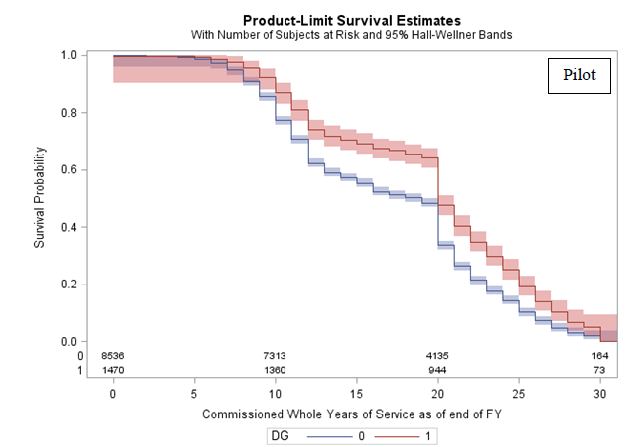 Product-Limit Survival Estimates
With Number of Subjects at Risk and 95% Hall-Wellner Bands
Pilot
Survival Probability
1.0
0.8
0.6
0.4
0.2
0.0
0 8536 7313 4135 164
1 1470 1360 944 73
0 5 10 15 20 25 30
Commissioned Whole Years of Service as of end of FY
DG 0 1